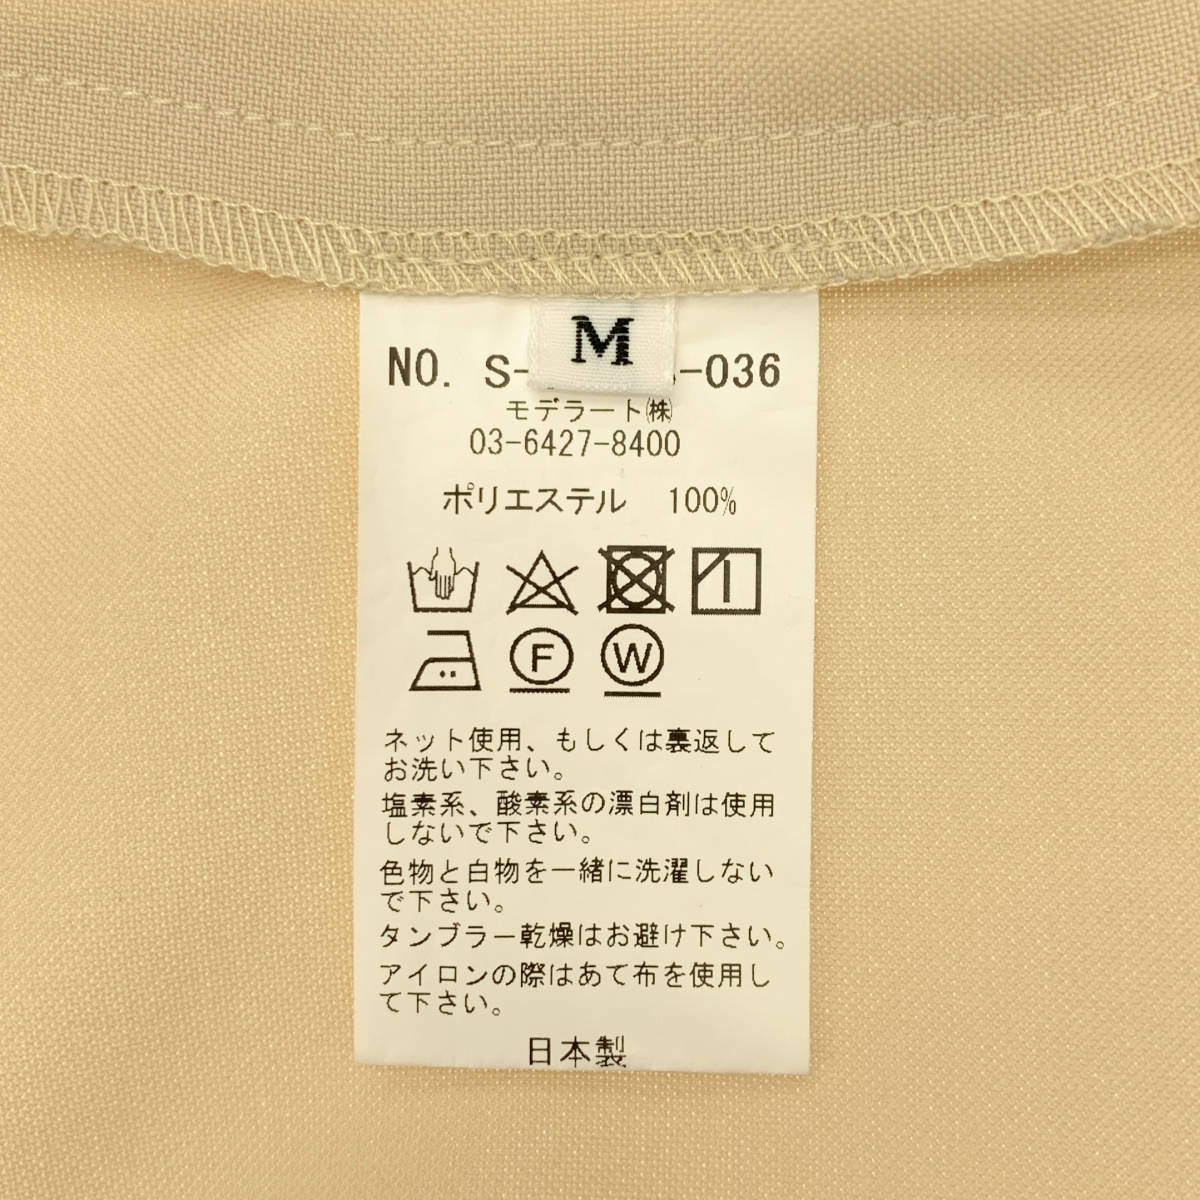 M
NO. S- -036
モデラート㈱
03-6427-8400
ポリエステル 100%
F W
ネット使用、もしくは裏返して
お洗い下さい。
塩素系、酸素系の漂白剤は使用
しないで下さい。
色物と白物を一緒に洗濯しない
で下さい。
タンブラー乾燥はお避け下さい。
アイロンの際はあて布を使用し
て下さい。
日本製